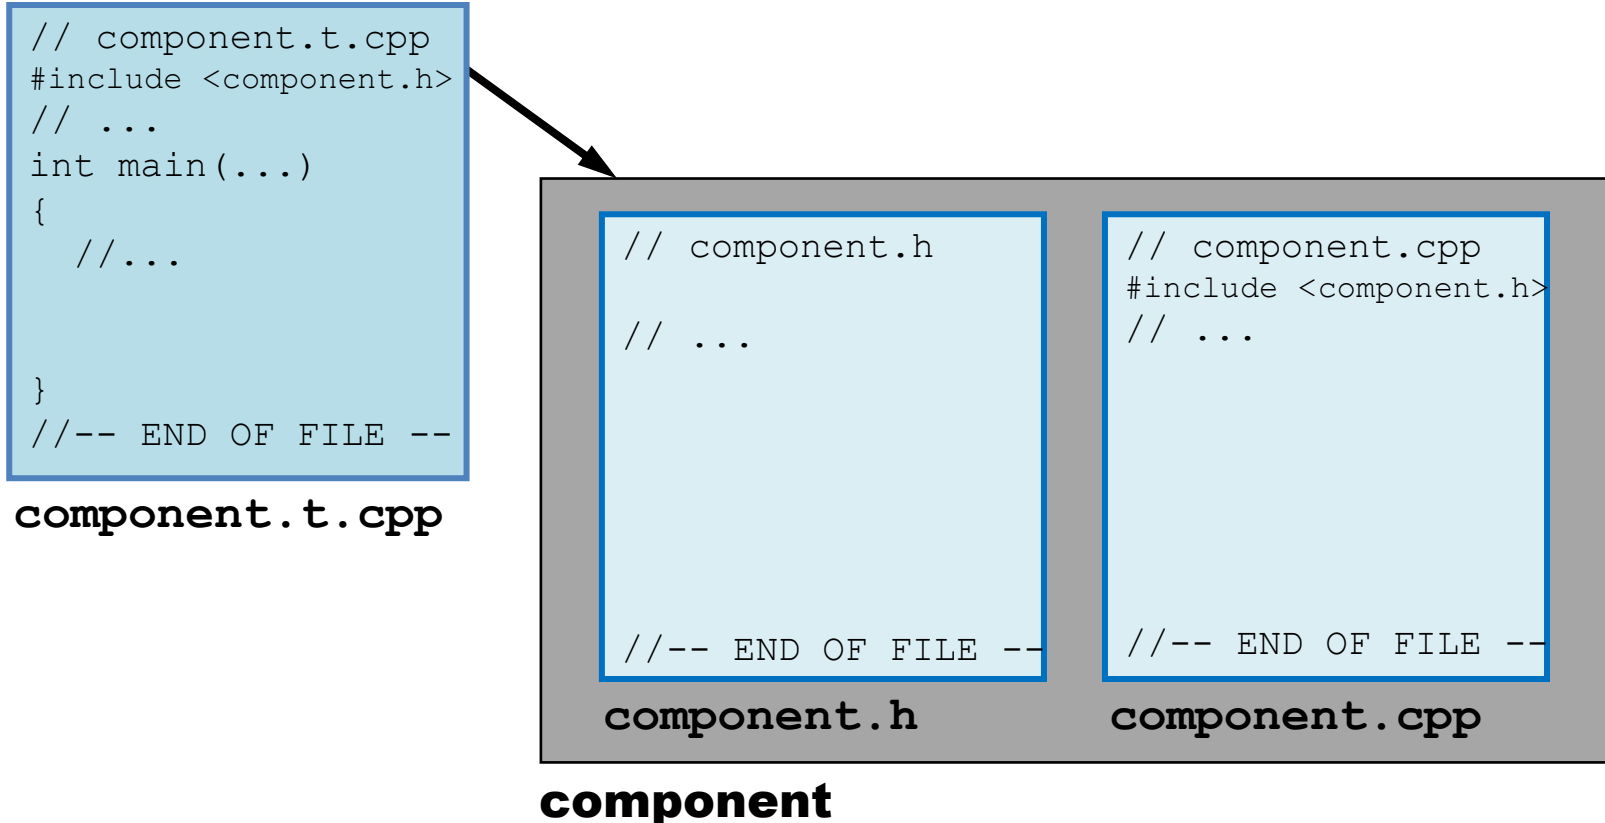 // component.t.cpp
#include <component.h>
// ...
int main(...)
{
//...
}
//-- END OF FILE --
component.t.cpp
// component.h
// ...
//-- END OF FILE --
component.h
// component.cpp
#include <component.h>
// ...
//-- END OF FILE --
component.cpp
component